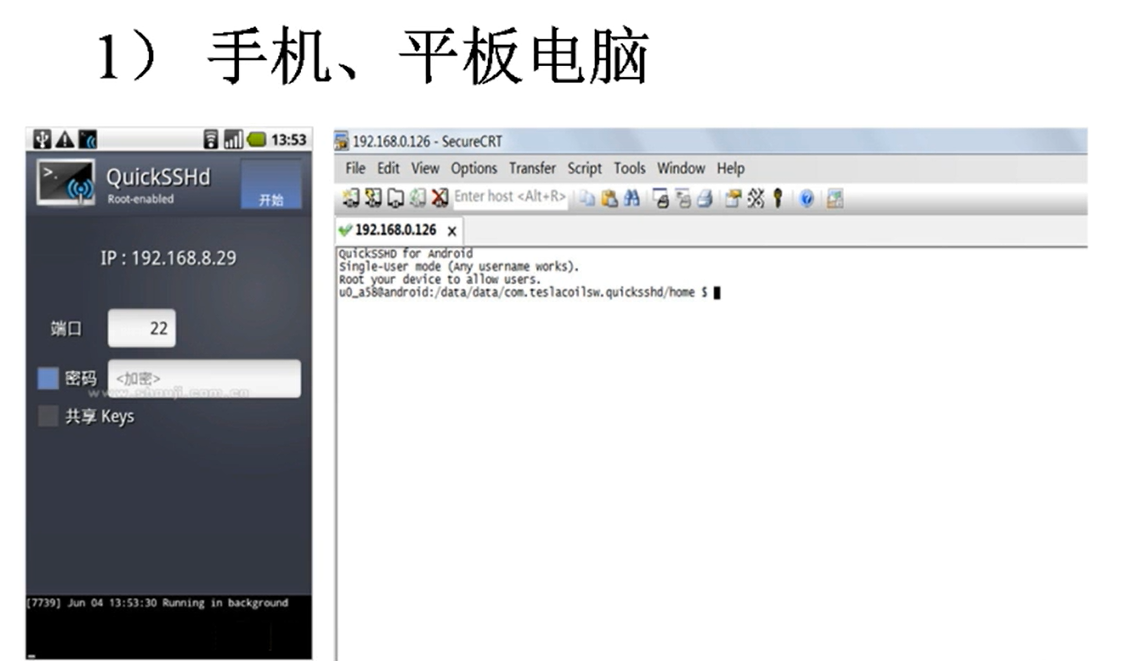 1） 手机、平板电脑
13:53
QuickSSHd
Root-enabled
开始
IP : 192.168.8.29
端口 22
密码 <加密>
共享 Keys
[7739] Jun 04 13:53:30 Running in background
192.168.0.126 - SecureCRT
File Edit View Options Transfer Script Tools Window Help
Enter host <Alt+R>
192.168.0.126 x
QuickSSHD for Android
Single-User mode (Any username works).
Root your device to allow users.
u0_a58@android:/data/data/com.teslacoilsw.quicksshd/home $